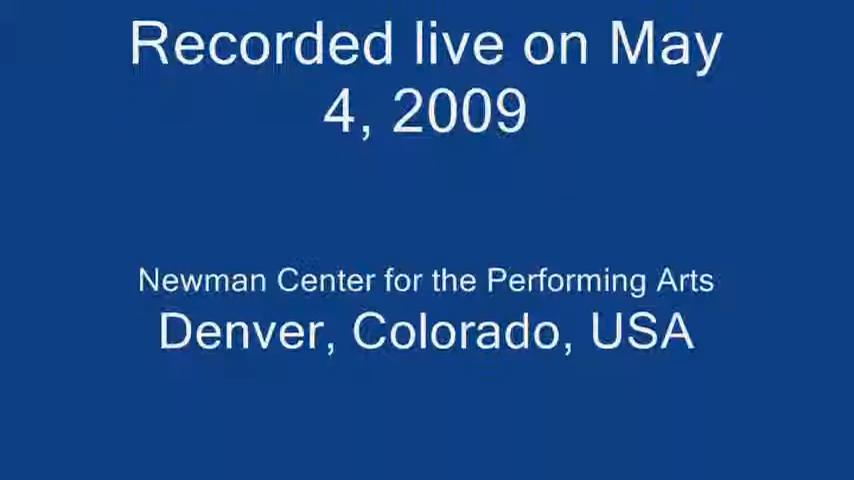 Recorded live on May
4, 2009
Newman Center for the Performing Arts
Denver, Colorado, USA